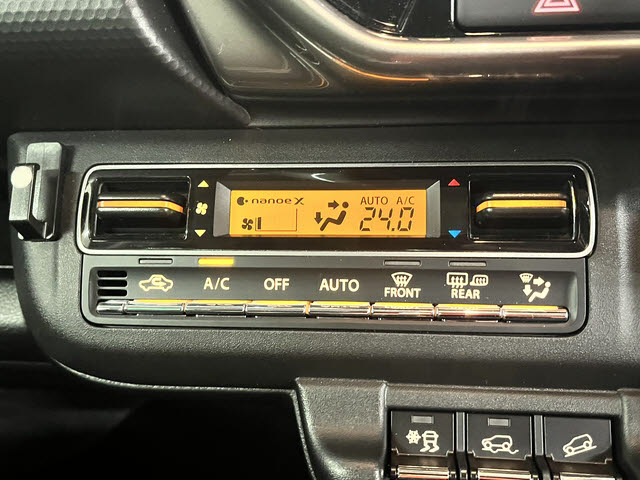 nanoe X
AUTO A/C
24.0
A/C OFF AUTO FRONT REAR